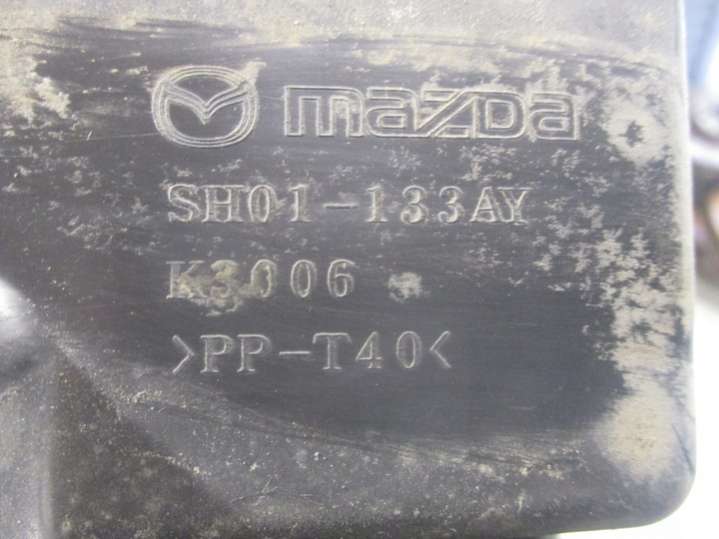 mazda
SH01-133AY
K3006
>PP-T40<